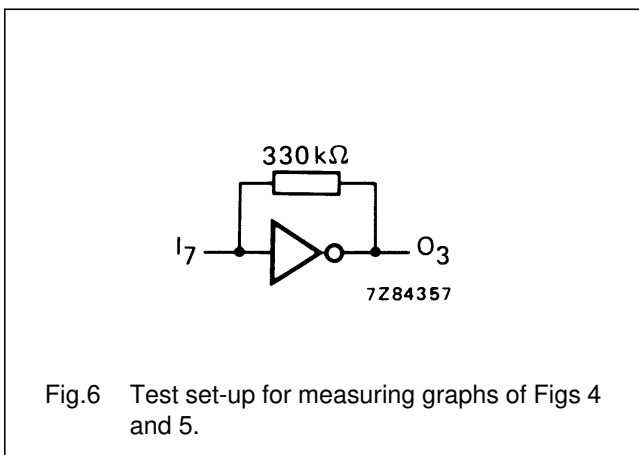 330 kΩ
I7
O3
7Z84357
Fig.6 Test set-up for measuring graphs of Figs 4
and 5.